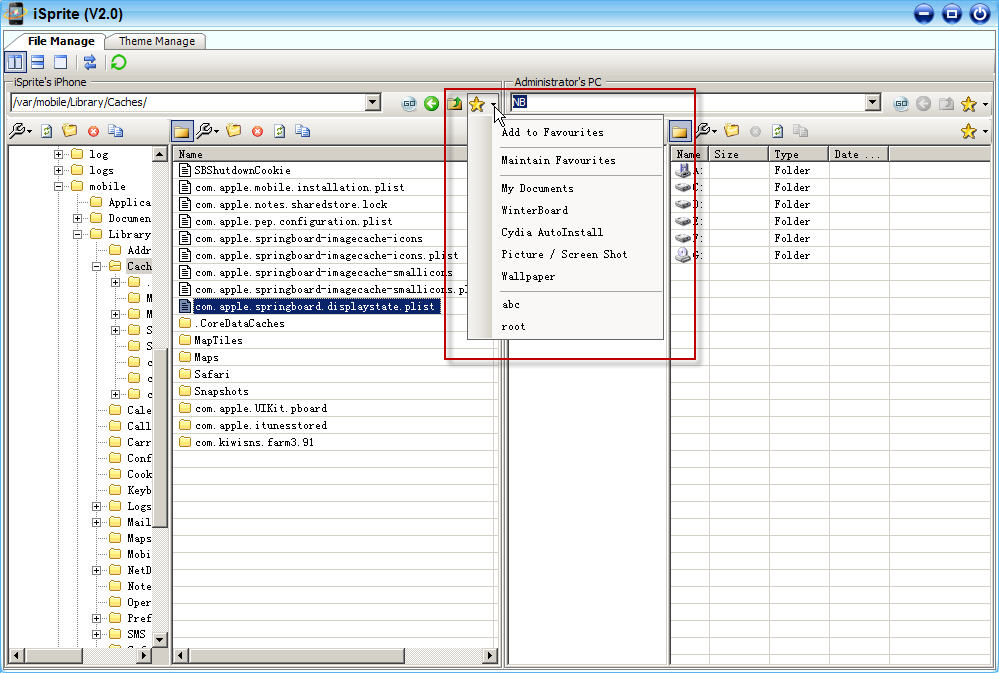 iSprite (V2.0)
File Manage
Theme Manage
iSprite's iPhone
/var/mobile/Library/Caches/
GO
log
logs
mobile
Applica
Documen
Library
Addr
Cach
.
M
M
S
S
c
c
c
Cale
Call
Carr
Conf
Cook
Keyb
Logs
Mail
Maps
Mobi
NetD
Note
Oper
Pref
SMS
Name
SBShutdownCookie
com.apple.mobile.installation.plist
com.apple.notes.sharedstore.lock
com.apple.pep.configuration.plist
com.apple.springboard-imagecache-icons
com.apple.springboard-imagecache-icons.plist
com.apple.springboard-imagecache-smallicons
com.apple.springboard-imagecache-smallicons.pl
com.apple.springboard.displaystate.plist
.CoreDataCaches
MapTiles
Maps
Safari
Snapshots
com.apple.UIKit.pboard
com.apple.itunesstored
com.kiwisns.farm3.91
Add to Favourites
Maintain Favourites
My Documents
WinterBoard
Cydia AutoInstall
Picture / Screen Shot
Wallpaper
abc
root
Administrator's PC
NB
GO
Name Size Type Date ...
A: Folder
C: Folder
D: Folder
E: Folder
F: Folder
G: Folder